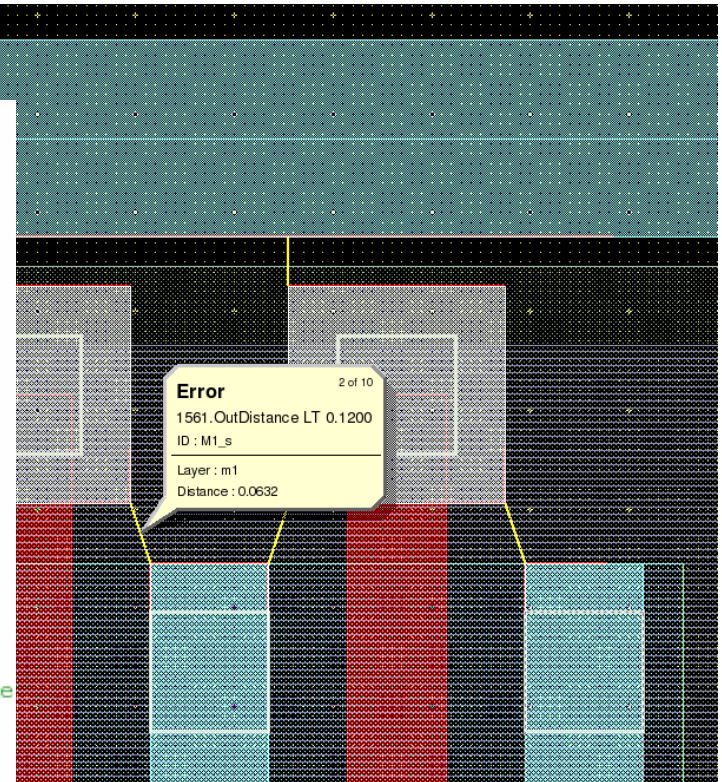 Error
2 of 10
1561.OutDistance LT 0.1200
ID : M1_s
Layer : m1
Distance : 0.0632
e